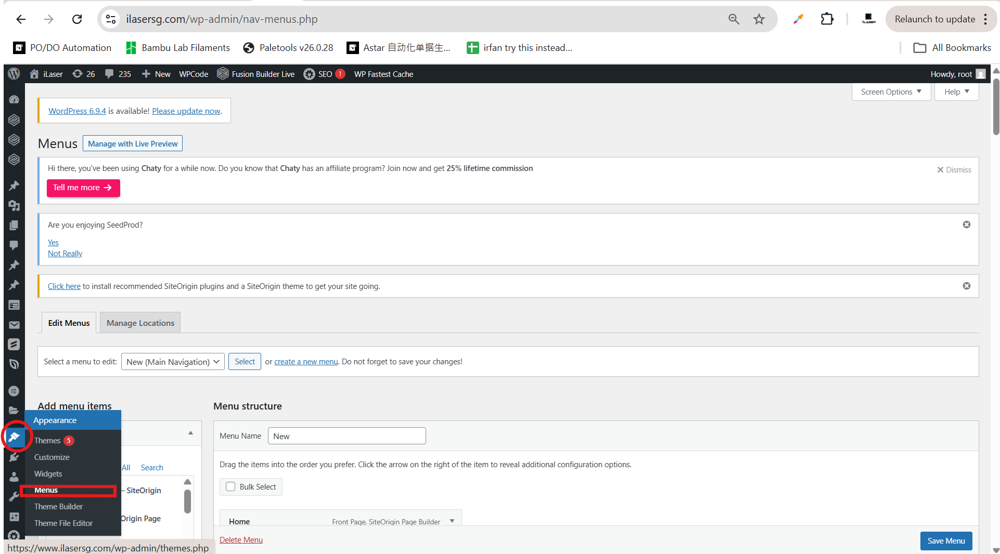 ilasersg.com/wp-admin/nav-menus.php
Relaunch to update
PO/DO Automation
Bambu Lab Filaments
Paletools v26.0.28
Astar 自动化单据生...
irfan try this instead...
All Bookmarks
iLaser 26 235 New WPCode Fusion Builder Live SEO ! WP Fastest Cache
Howdy, root
Screen Options
Help
WordPress 6.9.4 is available! Please update now.
Menus
Manage with Live Preview
Hi there, you've been using Chaty for a while now. Do you know that Chaty has an affiliate program? Join now and get 25% lifetime commission
Dismiss
Tell me more
Are you enjoying SeedProd?
Yes
Not Really
Click here to install recommended SiteOrigin plugins and a SiteOrigin theme to get your site going.
Edit Menus
Manage Locations
Select a menu to edit: New (Main Navigation) Select or create a new menu. Do not forget to save your changes!
Add menu items
Menu structure
Appearance
Themes 5
Customize
Widgets
Menus
Theme Builder
Theme File Editor
All
Search
– SiteOrigin
Origin Page
Menu Name New
Drag the items into the order you prefer. Click the arrow on the right of the item to reveal additional configuration options.
Bulk Select
Home
Front Page, SiteOrigin Page Builder
Delete Menu
Save Menu
https://www.ilasersg.com/wp-admin/themes.php